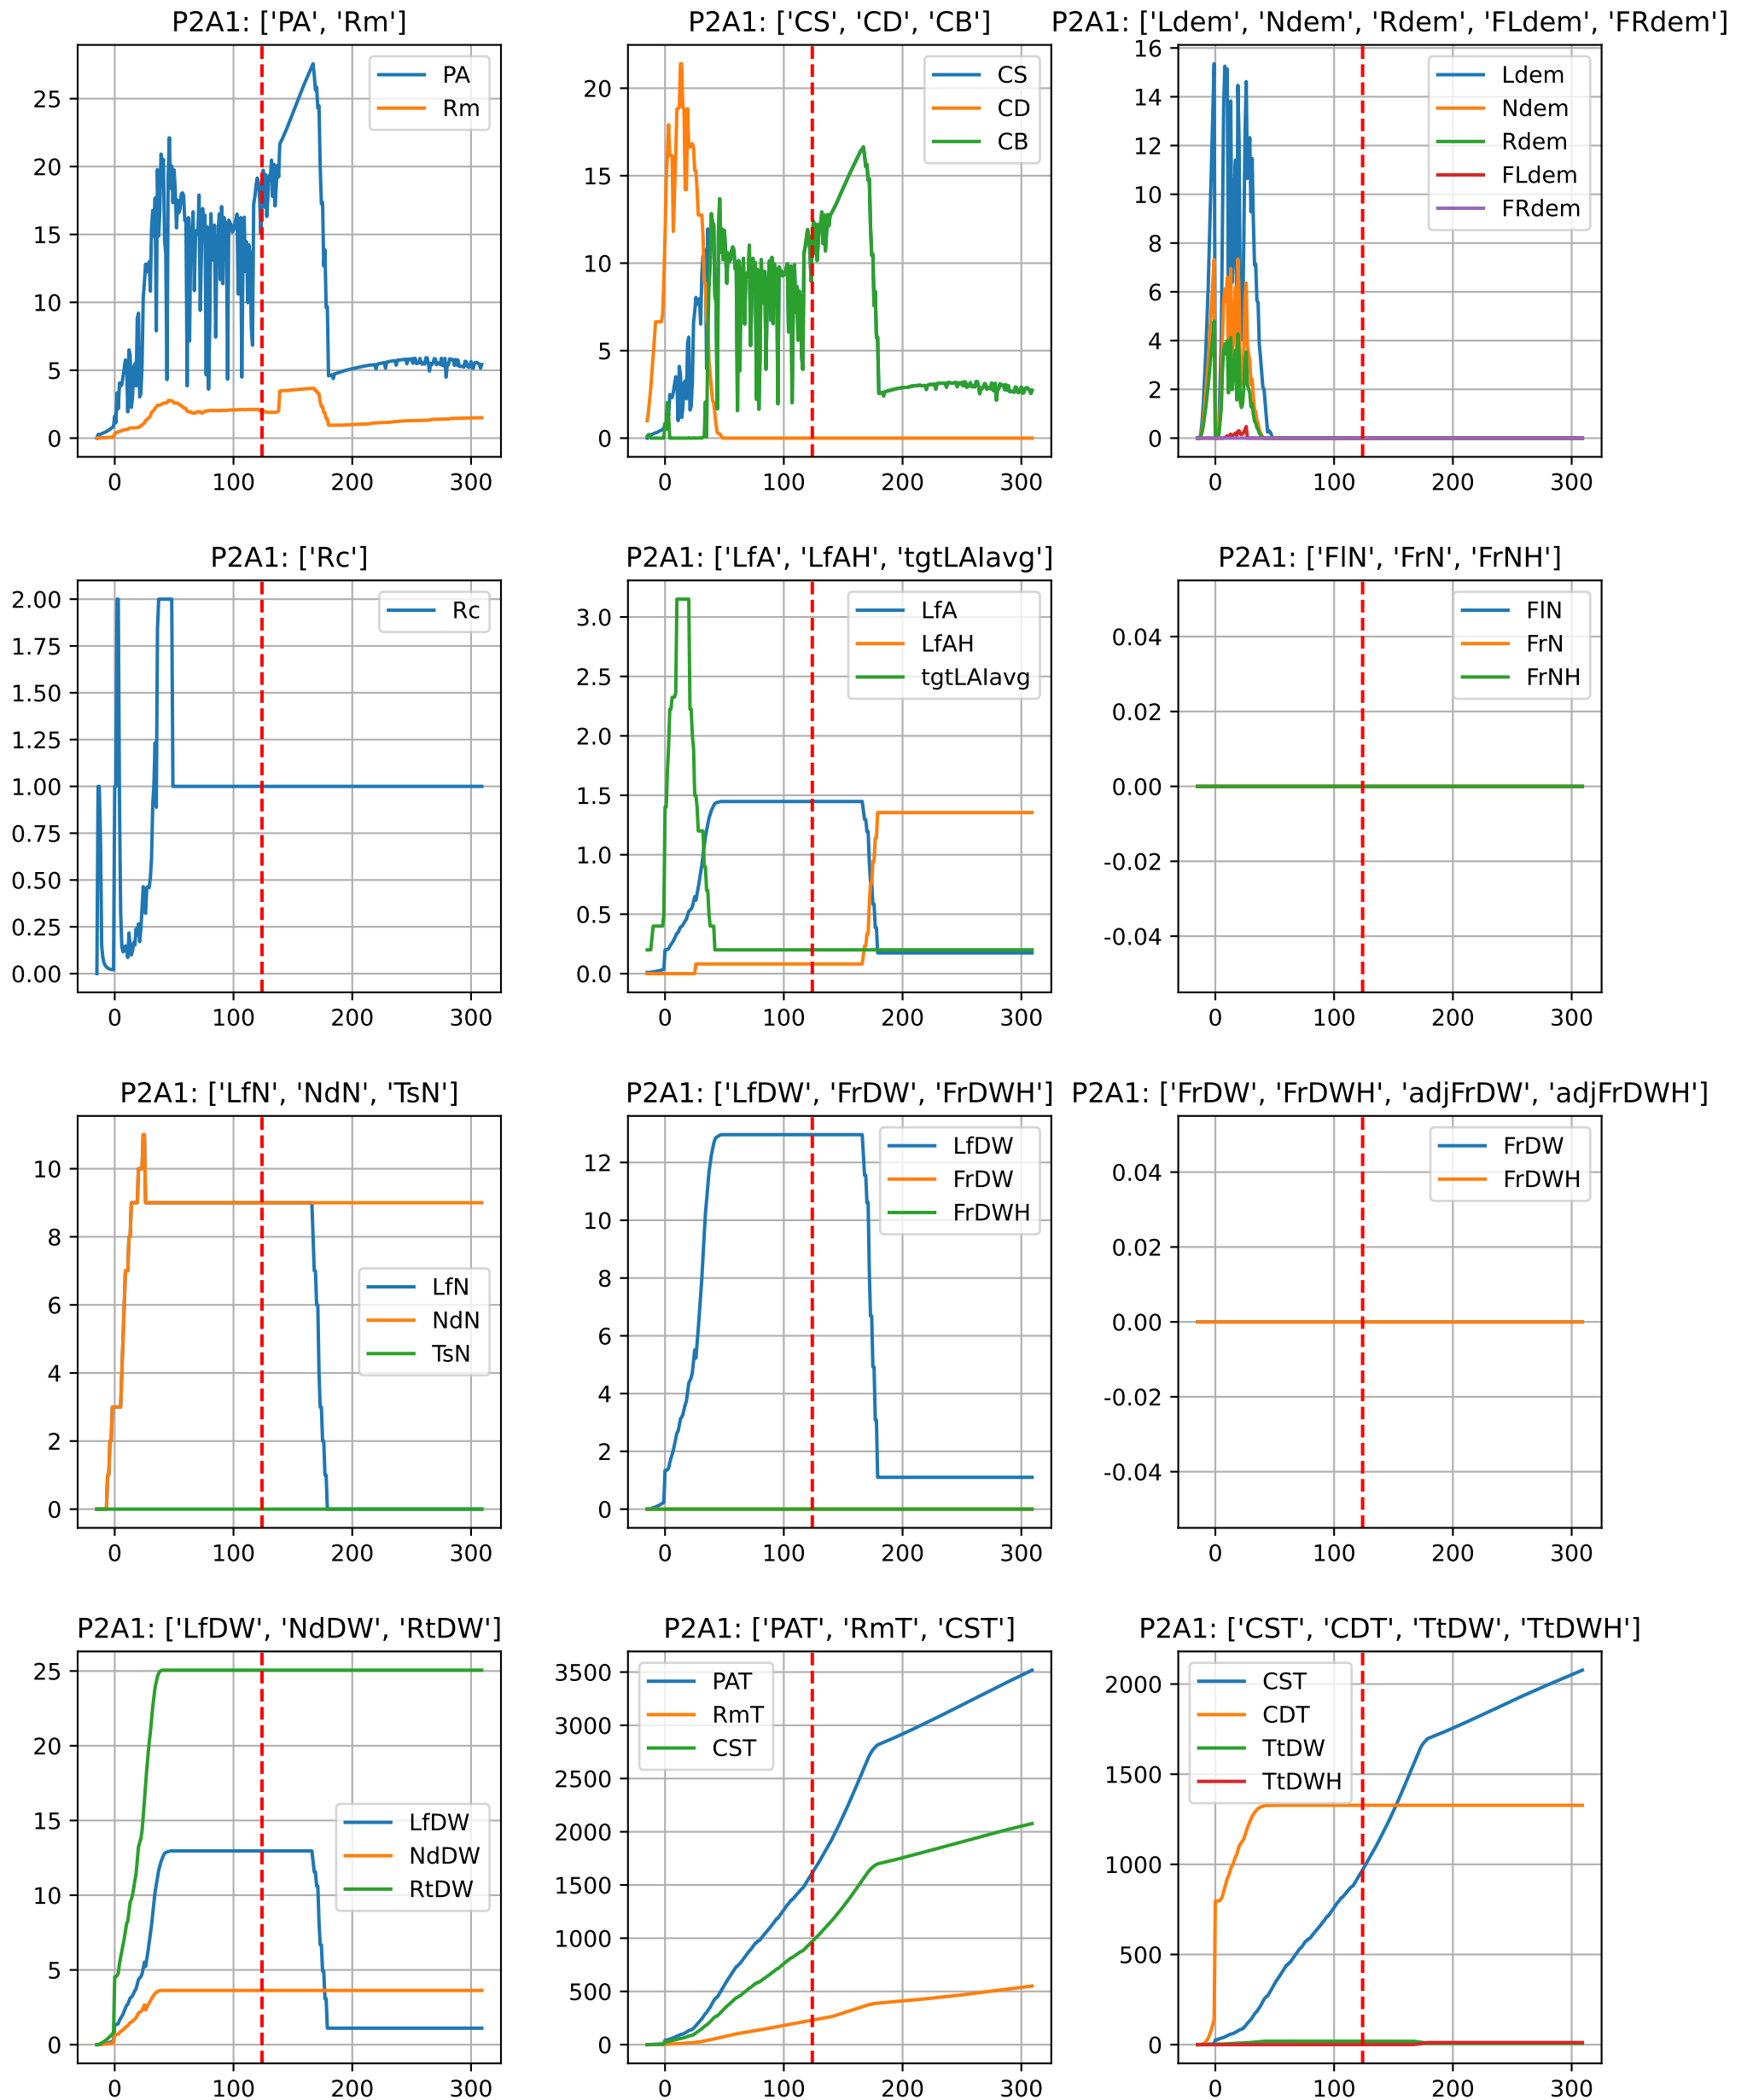 P2A1: ['PA', 'Rm']
25
20
15
10
5
0
0 100 200 300
PA
Rm
P2A1: ['CS', 'CD', 'CB']
20
15
10
5
0
0 100 200 300
CS
CD
CB
P2A1: ['Ldem', 'Ndem', 'Rdem', 'FLdem', 'FRdem']
16
14
12
10
8
6
4
2
0
0 100 200 300
Ldem
Ndem
Rdem
FLdem
FRdem
P2A1: ['Rc']
2.00
1.75
1.50
1.25
1.00
0.75
0.50
0.25
0.00
0 100 200 300
Rc
P2A1: ['LfA', 'LfAH', 'tgtLAIavg']
3.0
2.5
2.0
1.5
1.0
0.5
0.0
0 100 200 300
LfA
LfAH
tgtLAIavg
P2A1: ['FlN', 'FrN', 'FrNH']
0.04
0.02
0.00
-0.02
-0.04
0 100 200 300
FlN
FrN
FrNH
P2A1: ['LfN', 'NdN', 'TsN']
10
8
6
4
2
0
0 100 200 300
LfN
NdN
TsN
P2A1: ['LfDW', 'FrDW', 'FrDWH']
12
10
8
6
4
2
0
0 100 200 300
LfDW
FrDW
FrDWH
P2A1: ['FrDW', 'FrDWH', 'adjFrDW', 'adjFrDWH']
0.04
0.02
0.00
-0.02
-0.04
0 100 200 300
FrDW
FrDWH
P2A1: ['LfDW', 'NdDW', 'RtDW']
25
20
15
10
5
0
0 100 200 300
LfDW
NdDW
RtDW
P2A1: ['PAT', 'RmT', 'CST']
3500
3000
2500
2000
1500
1000
500
0
0 100 200 300
PAT
RmT
CST
P2A1: ['CST', 'CDT', 'TtDW', 'TtDWH']
2000
1500
1000
500
0
0 100 200 300
CST
CDT
TtDW
TtDWH